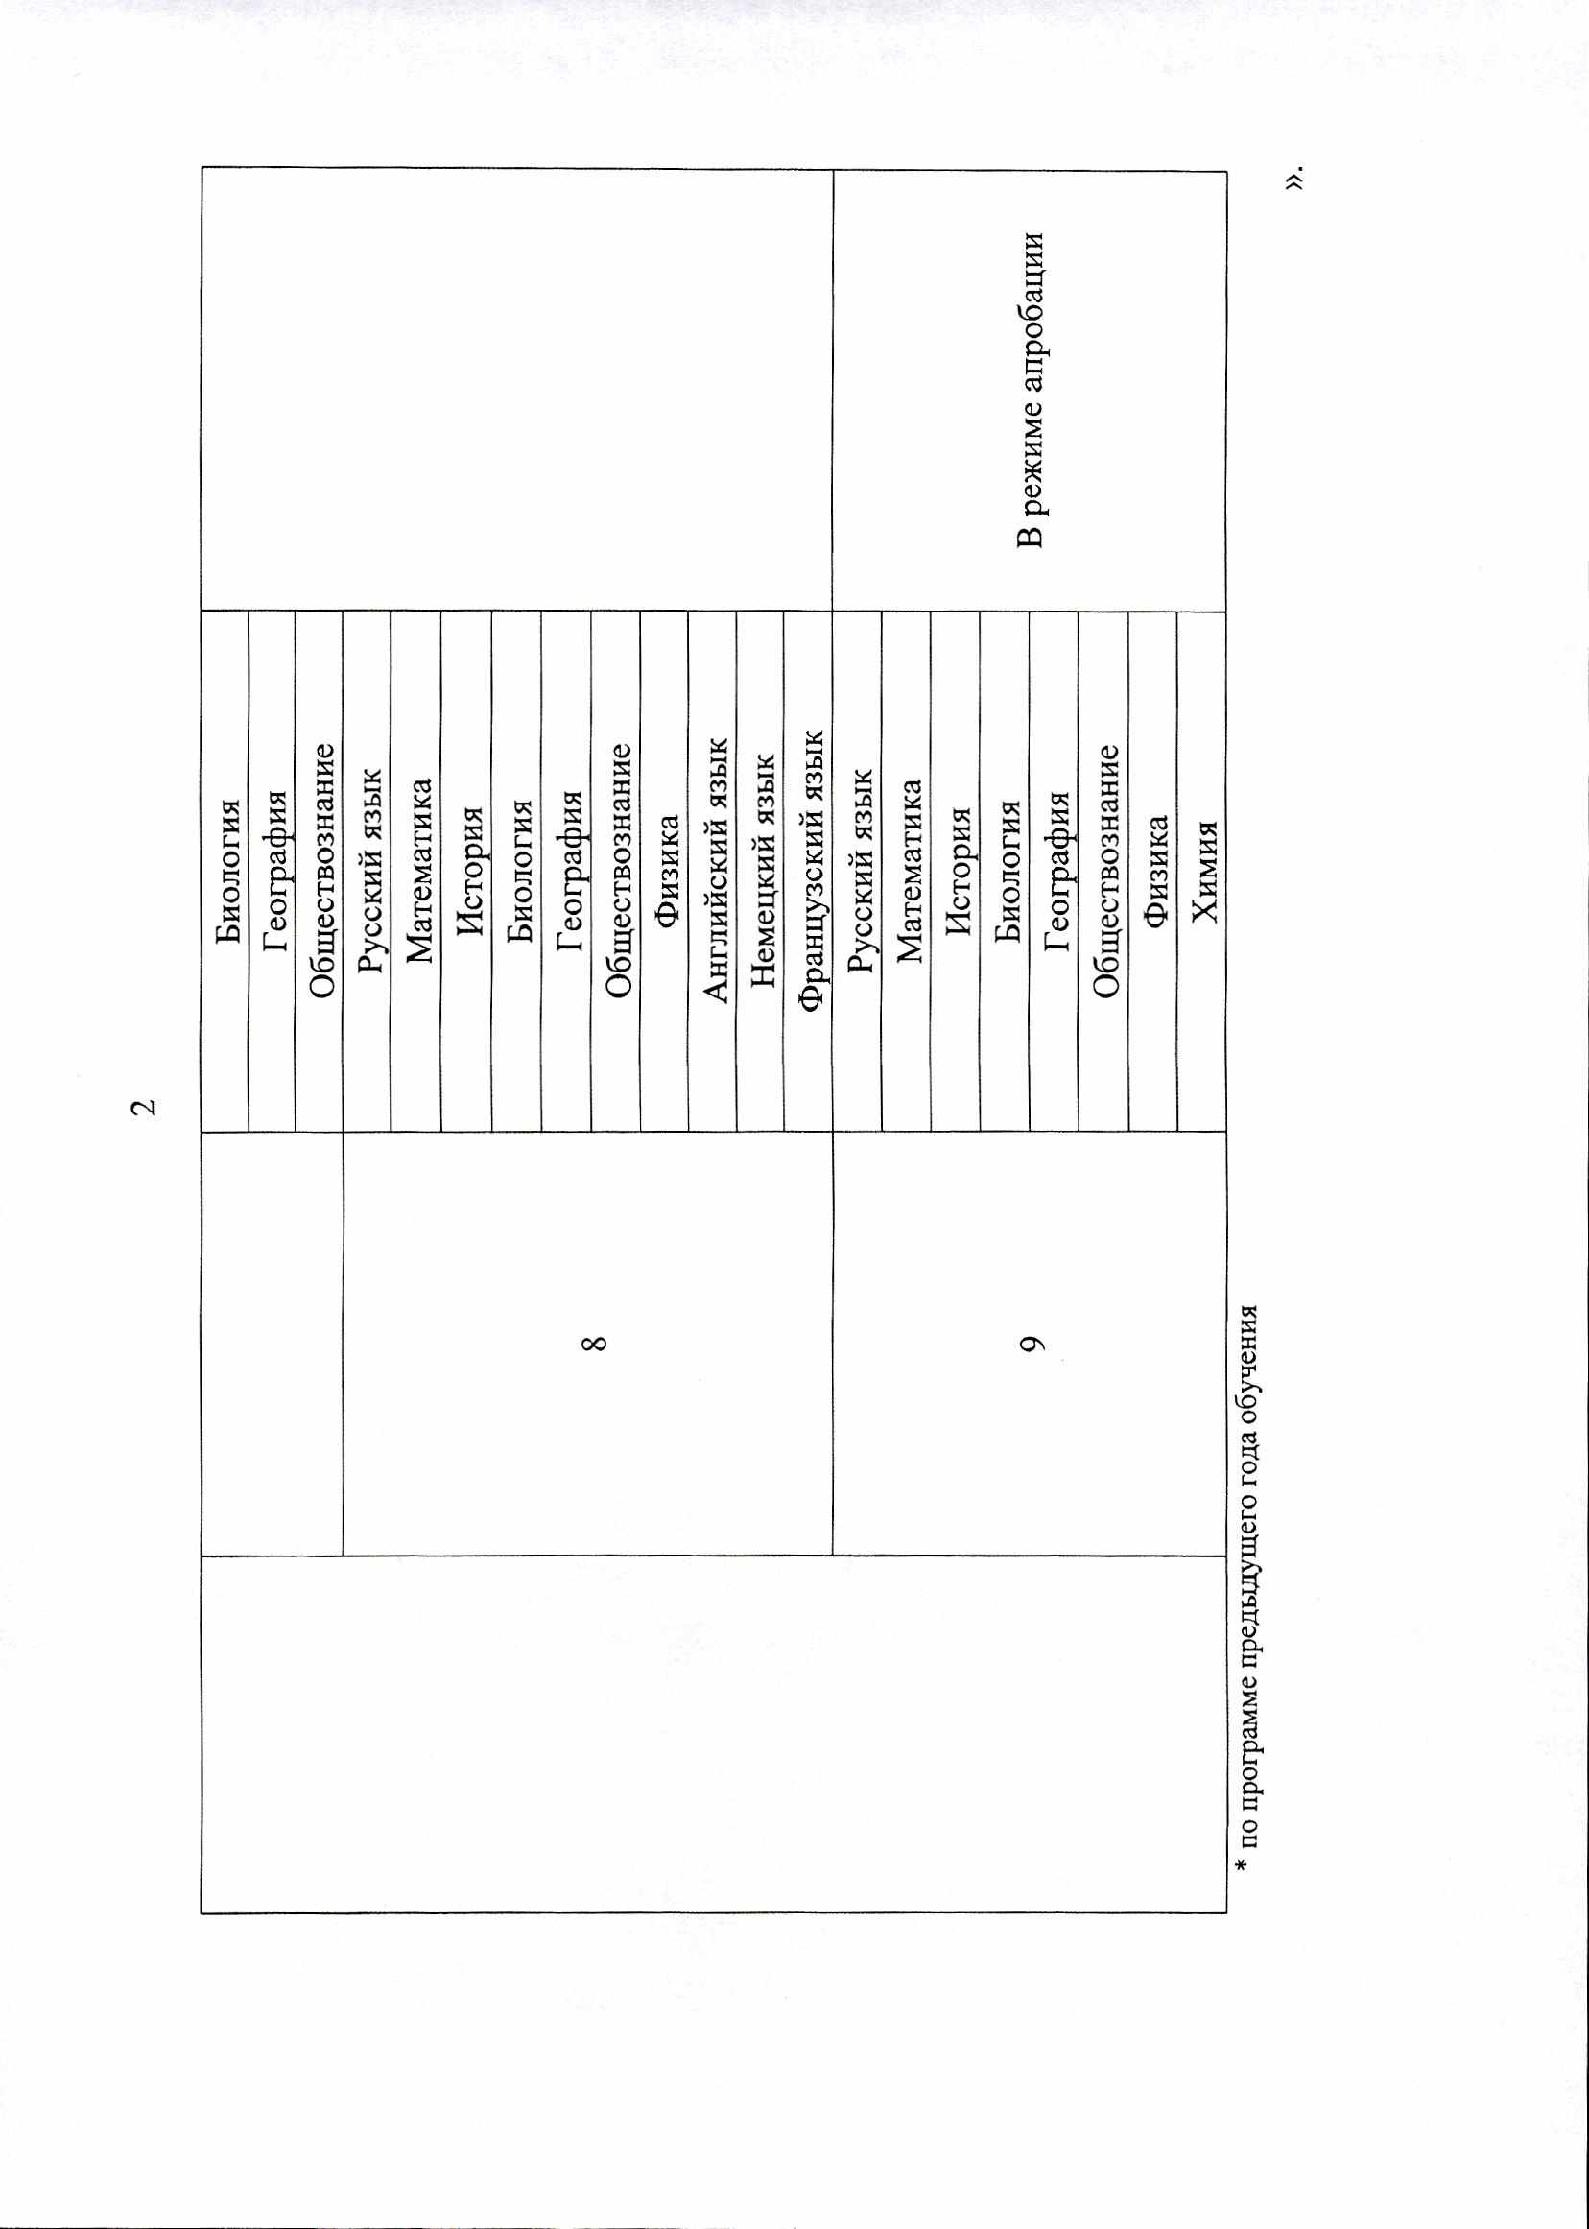 2
Биология
География
Обществознание
8
Русский язык
Математика
История
Биология
География
Обществознание
Физика
Английский язык
Немецкий язык
Французский язык
9
Русский язык
Математика
История
Биология
География
Обществознание
Физика
Химия
В режиме апробации
* по программе предыдущего года обучения
».